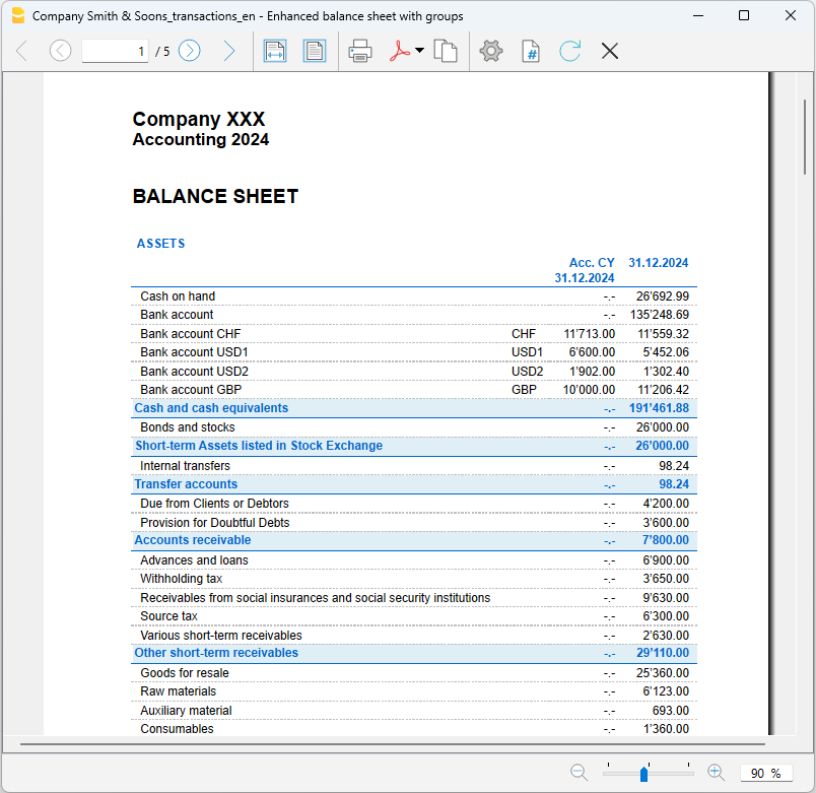 Company Smith & Soons_transactions_en - Enhanced balance sheet with groups
1 / 5
Company XXX
Accounting 2024
BALANCE SHEET
ASSETS
Acc. CY 31.12.2024
31.12.2024
Cash on hand -.- 26'692.99
Bank account -.- 135'248.69
Bank account CHF CHF 11'713.00 11'559.32
Bank account USD1 USD1 6'600.00 5'452.06
Bank account USD2 USD2 1'902.00 1'302.40
Bank account GBP GBP 10'000.00 11'206.42
Cash and cash equivalents -.- 191'461.88
Bonds and stocks -.- 26'000.00
Short-term Assets listed in Stock Exchange -.- 26'000.00
Internal transfers -.- 98.24
Transfer accounts -.- 98.24
Due from Clients or Debtors -.- 4'200.00
Provision for Doubtful Debts -.- 3'600.00
Accounts receivable -.- 7'800.00
Advances and loans -.- 6'900.00
Withholding tax -.- 3'650.00
Receivables from social insurances and social security institutions -.- 9'630.00
Source tax -.- 6'300.00
Various short-term receivables -.- 2'630.00
Other short-term receivables -.- 29'110.00
Goods for resale -.- 25'360.00
Raw materials -.- 6'123.00
Auxiliary material -.- 693.00
Consumables -.- 1'360.00
90 %